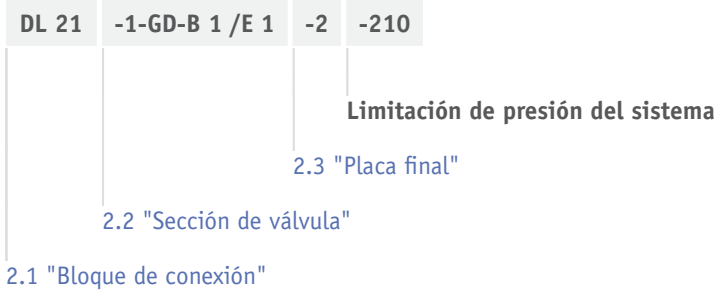 DL 21 -1-GD-B 1 /E 1 -2 -210
Limitación de presión del sistema
2.3 "Placa final"
2.2 "Sección de válvula"
2.1 "Bloque de conexión"